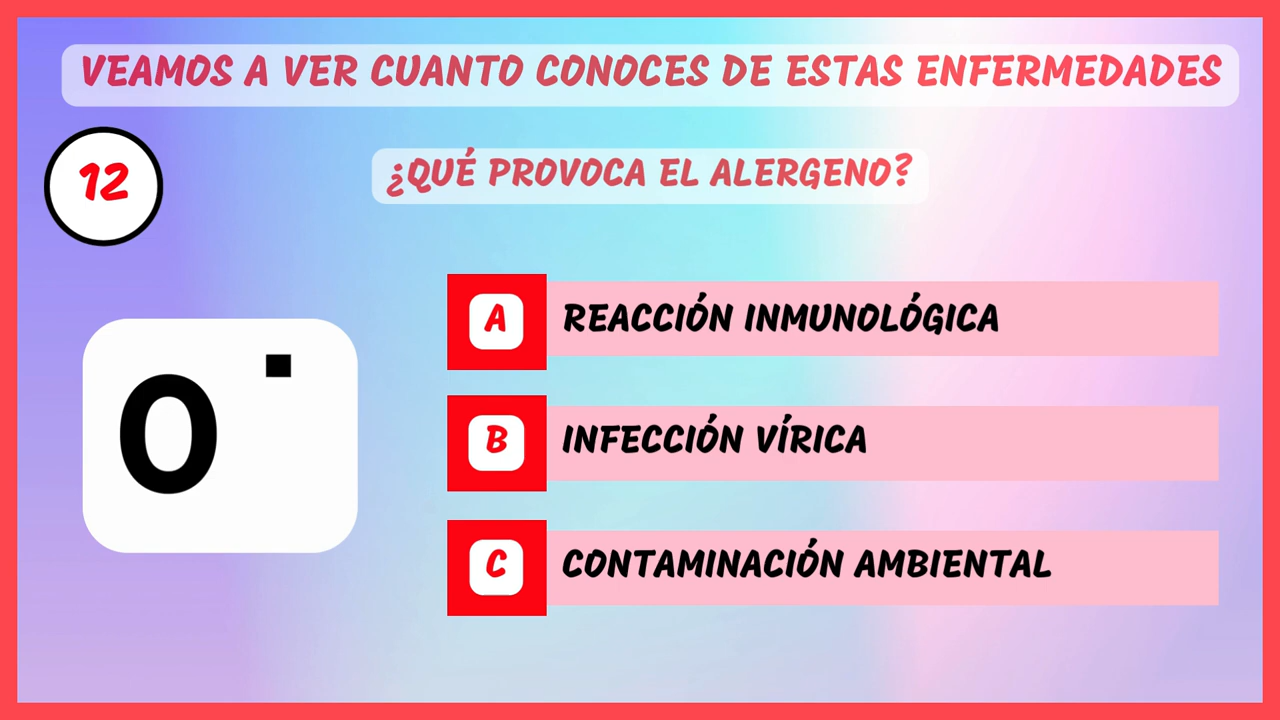 VEAMOS A VER CUANTO CONOCES DE ESTAS ENFERMEDADES
12
¿QUÉ PROVOCA EL ALERGENO?
A REACCIÓN INMUNOLÓGICA
0
B INFECCIÓN VÍRICA
C CONTAMINACIÓN AMBIENTAL